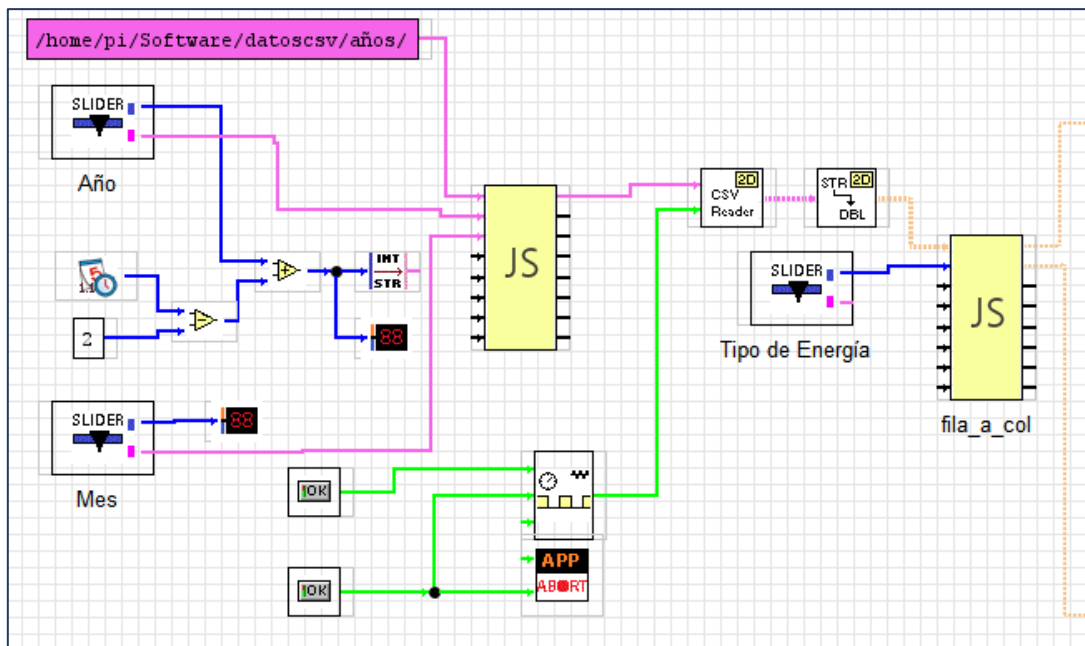 /home/pi/Software/datoscsv/años/
SLIDER
Año
JS
2D
CSV
Reader
STR 2D
DBL
INT
STR
SLIDER
Tipo de Energía
JS
fila_a_col
2
88
SLIDER
88
Mes
OK
OK
APP
ABORT